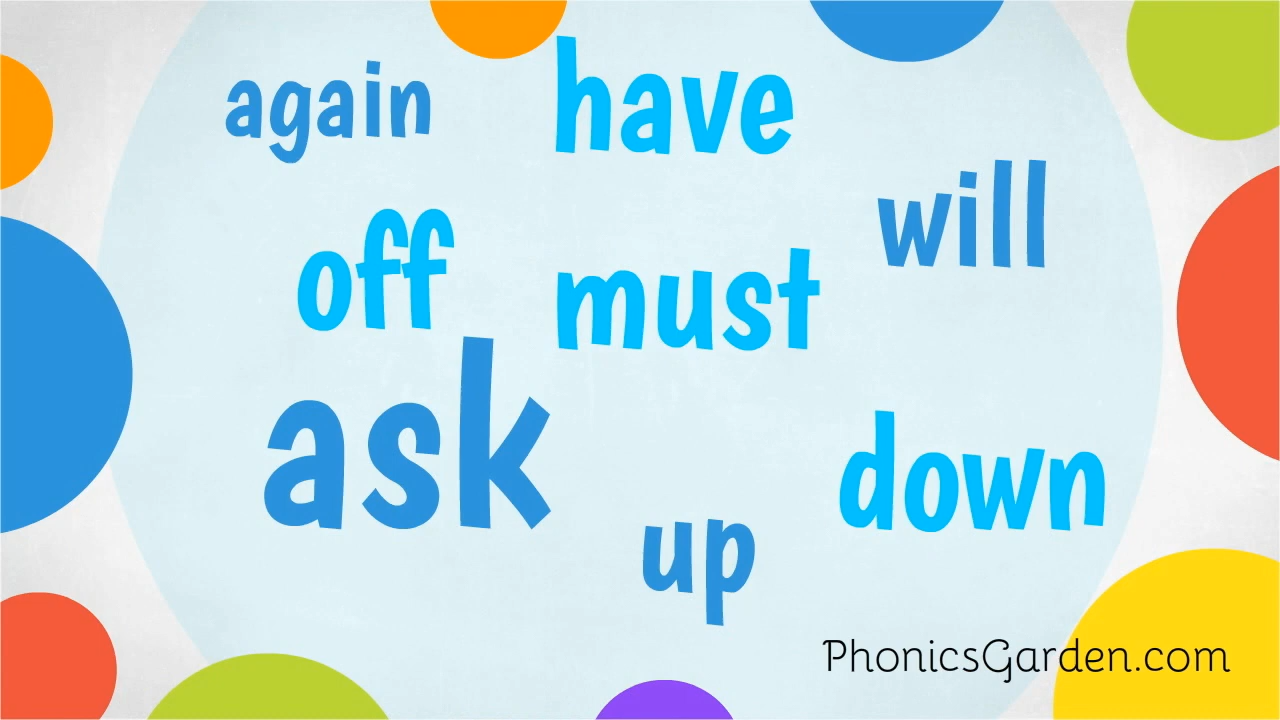 again
have
will
off
must
ask
down
up
PhonicsGarden.com